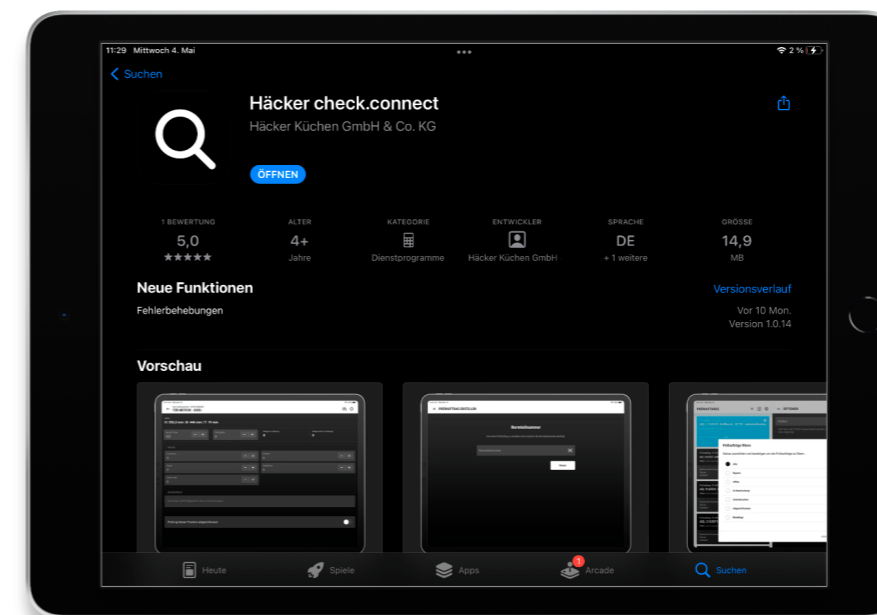 11:29 Mittwoch 4. Mai
2 %
Suchen
Häcker check.connect
Häcker Küchen GmbH & Co. KG
ÖFFNEN
1 BEWERTUNG
5,0
ALTER
4+
Jahre
KATEGORIE
Dienstprogramme
ENTWICKLER
Häcker Küchen GmbH
SPRACHE
DE
+ 1 weitere
GRÖSSE
14,9
MB
Neue Funktionen
Versionsverlauf
Fehlerbehebungen
Vor 10 Mon.
Version 1.0.14
Vorschau
Heute
Spiele
Apps
1
Arcade
Suchen